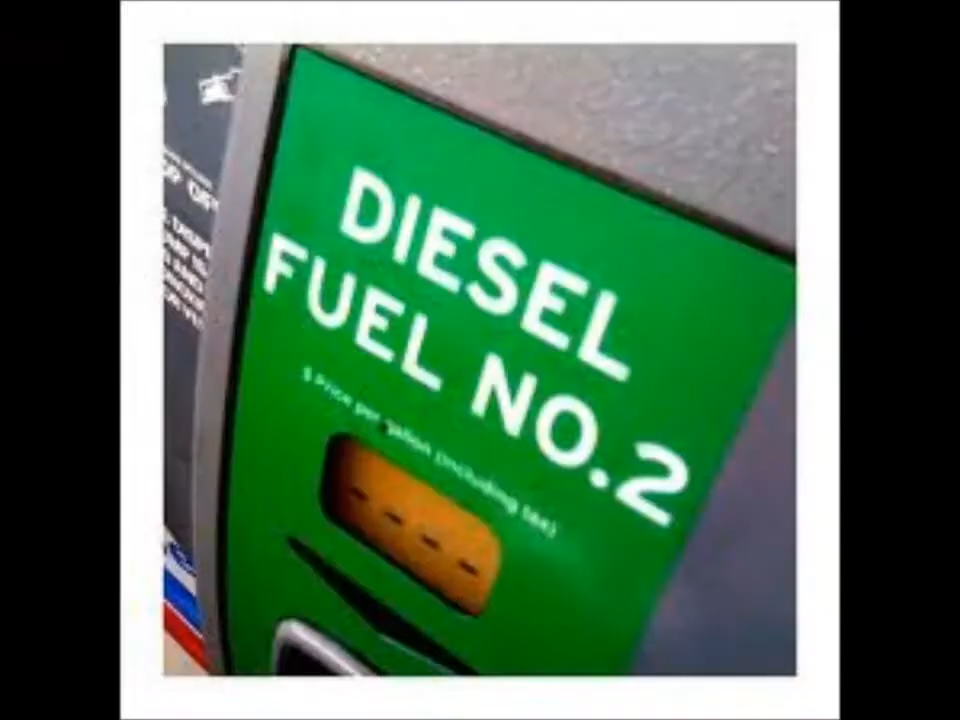 DIESEL
FUEL NO.2
$ Price per gallon (including tax)
- - - -